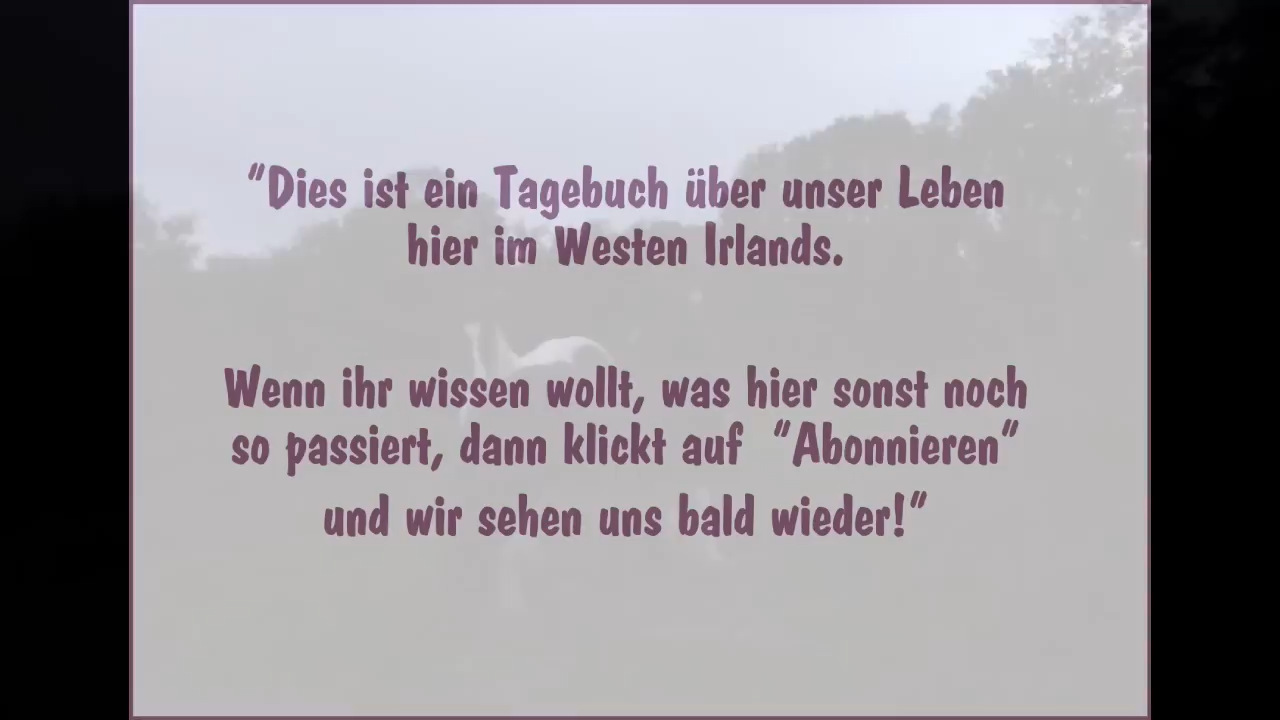 "Dies ist ein Tagebuch über unser Leben
hier im Westen Irlands.
Wenn ihr wissen wollt, was hier sonst noch
so passiert, dann klickt auf "Abonnieren"
und wir sehen uns bald wieder!"